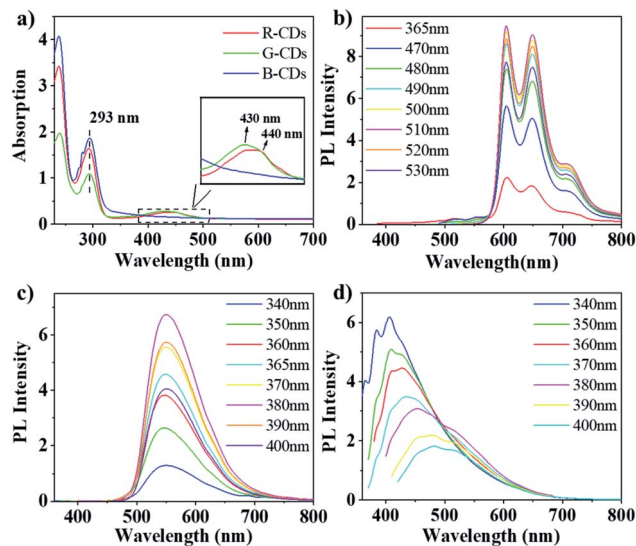 a)
Absorption
4
3
2
1
0
300
400
500
600
700
Wavelength (nm)
293 nm
R-CDs
G-CDs
B-CDs
430 nm
440 nm
b)
PL Intensity
8
6
4
2
0
400
500
600
700
800
Wavelength(nm)
365nm
470nm
480nm
490nm
500nm
510nm
520nm
530nm
c)
PL Intensity
6
4
2
0
400
500
600
700
800
Wavelength (nm)
340nm
350nm
360nm
365nm
370nm
380nm
390nm
400nm
d)
PL Intensity
6
4
2
0
400
500
600
700
800
Wavelength (nm)
340nm
350nm
360nm
370nm
380nm
390nm
400nm